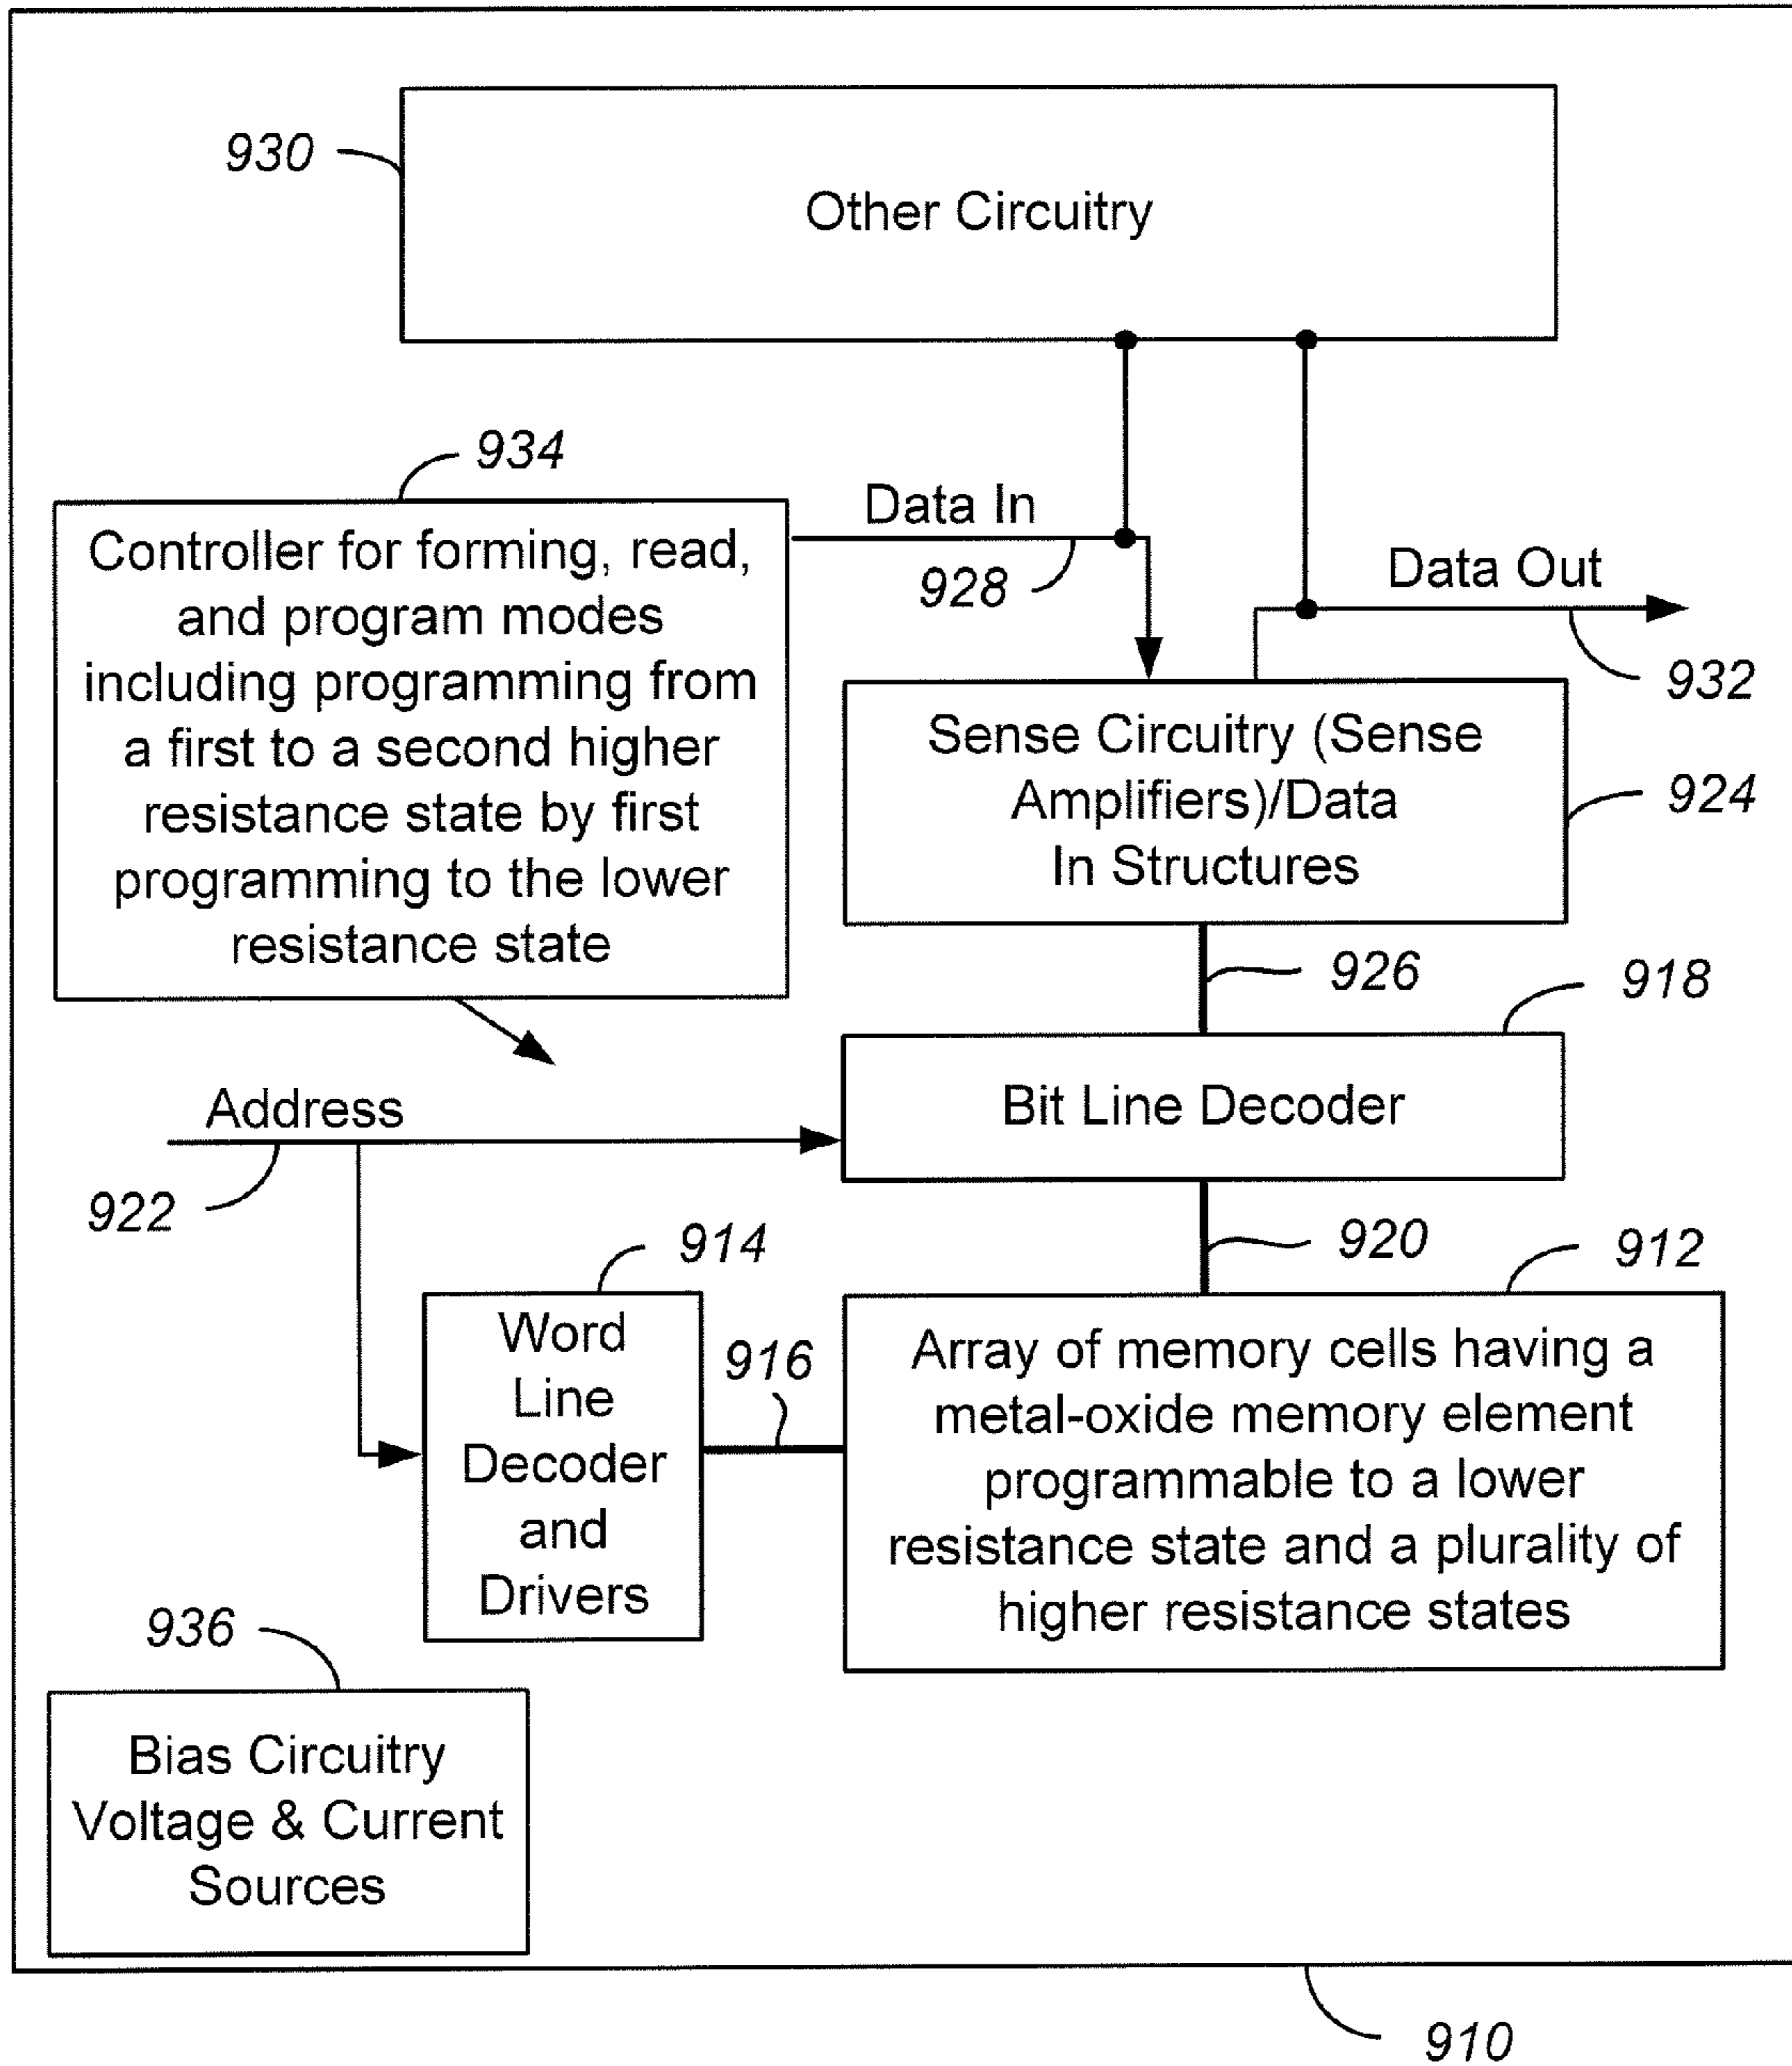 930
Other Circuitry
934
Controller for forming, read,
and program modes
including programming from
a first to a second higher
resistance state by first
programming to the lower
resistance state
Data In
928
Data Out
932
Sense Circuitry (Sense
Amplifiers)/Data
In Structures
924
926
918
Bit Line Decoder
Address
922
920
914
Word
Line
Decoder
and
Drivers
916
912
Array of memory cells having a
metal-oxide memory element
programmable to a lower
resistance state and a plurality of
higher resistance states
936
Bias Circuitry
Voltage & Current
Sources
910